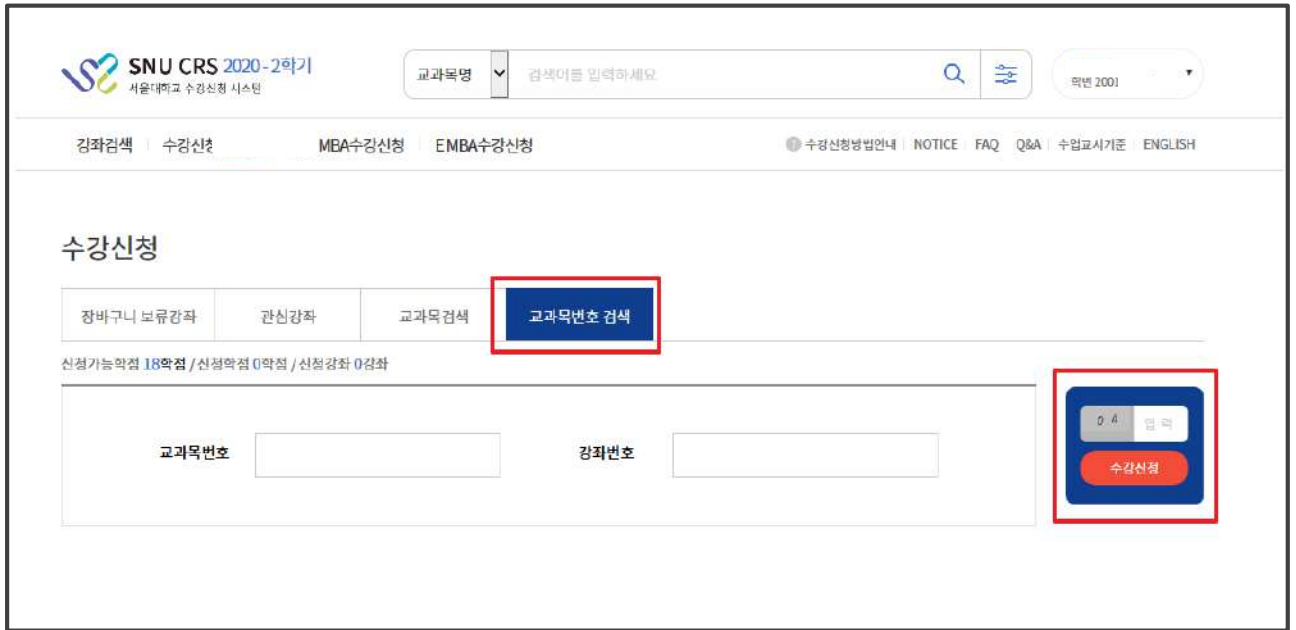 SNU CRS 2020-2학기
서울대학교 수강신청 시스템
교과목명
검색어를 입력하세요
학번 2001
강좌검색 수강신청 MBA수강신청 EMBA수강신청
수강신청방법안내 NOTICE FAQ Q&A 수업교시기준 ENGLISH
수강신청
장바구니 보류강좌 관심강좌 교과목검색 교과목번호 검색
신청가능학점 18학점 / 신청학점 0학점 / 신청강좌 0강좌
교과목번호
강좌번호
0 4 입력
수강신청